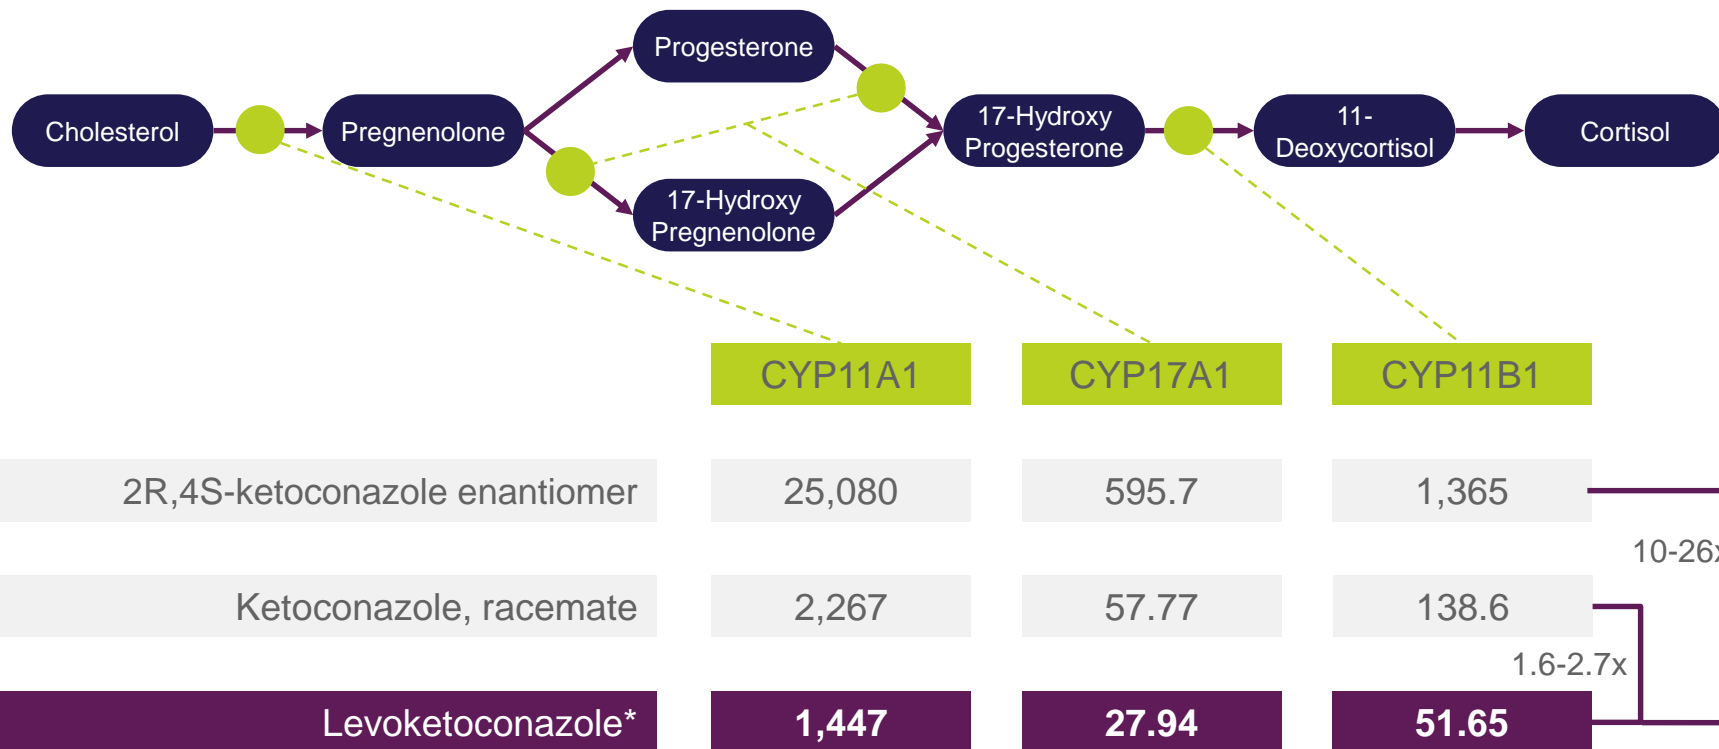 Progesterone
Cholesterol
Pregnenolone
17-Hydroxy
Progesterone
11-
Deoxycortisol
Cortisol
17-Hydroxy
Pregnenolone
CYP11A1 CYP17A1 CYP11B1
2R,4S-ketoconazole enantiomer 25,080 595.7 1,365
10-26x
Ketoconazole, racemate 2,267 57.77 138.6
1.6-2.7x
Levoketoconazole* 1,447 27.94 51.65